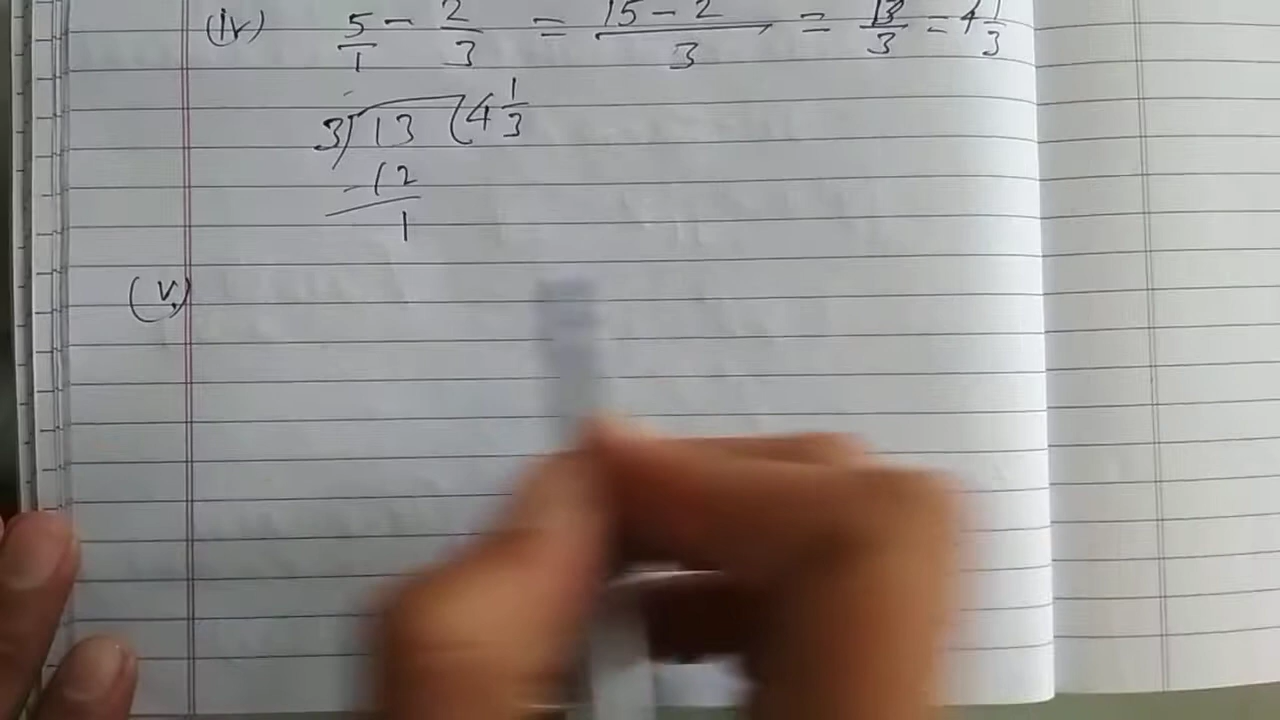 (iv) 5/1 - 2/3 = 15-2/3 = 13/3 = 4 1/3
3) 13 (4 1/3
-12
1
(v)